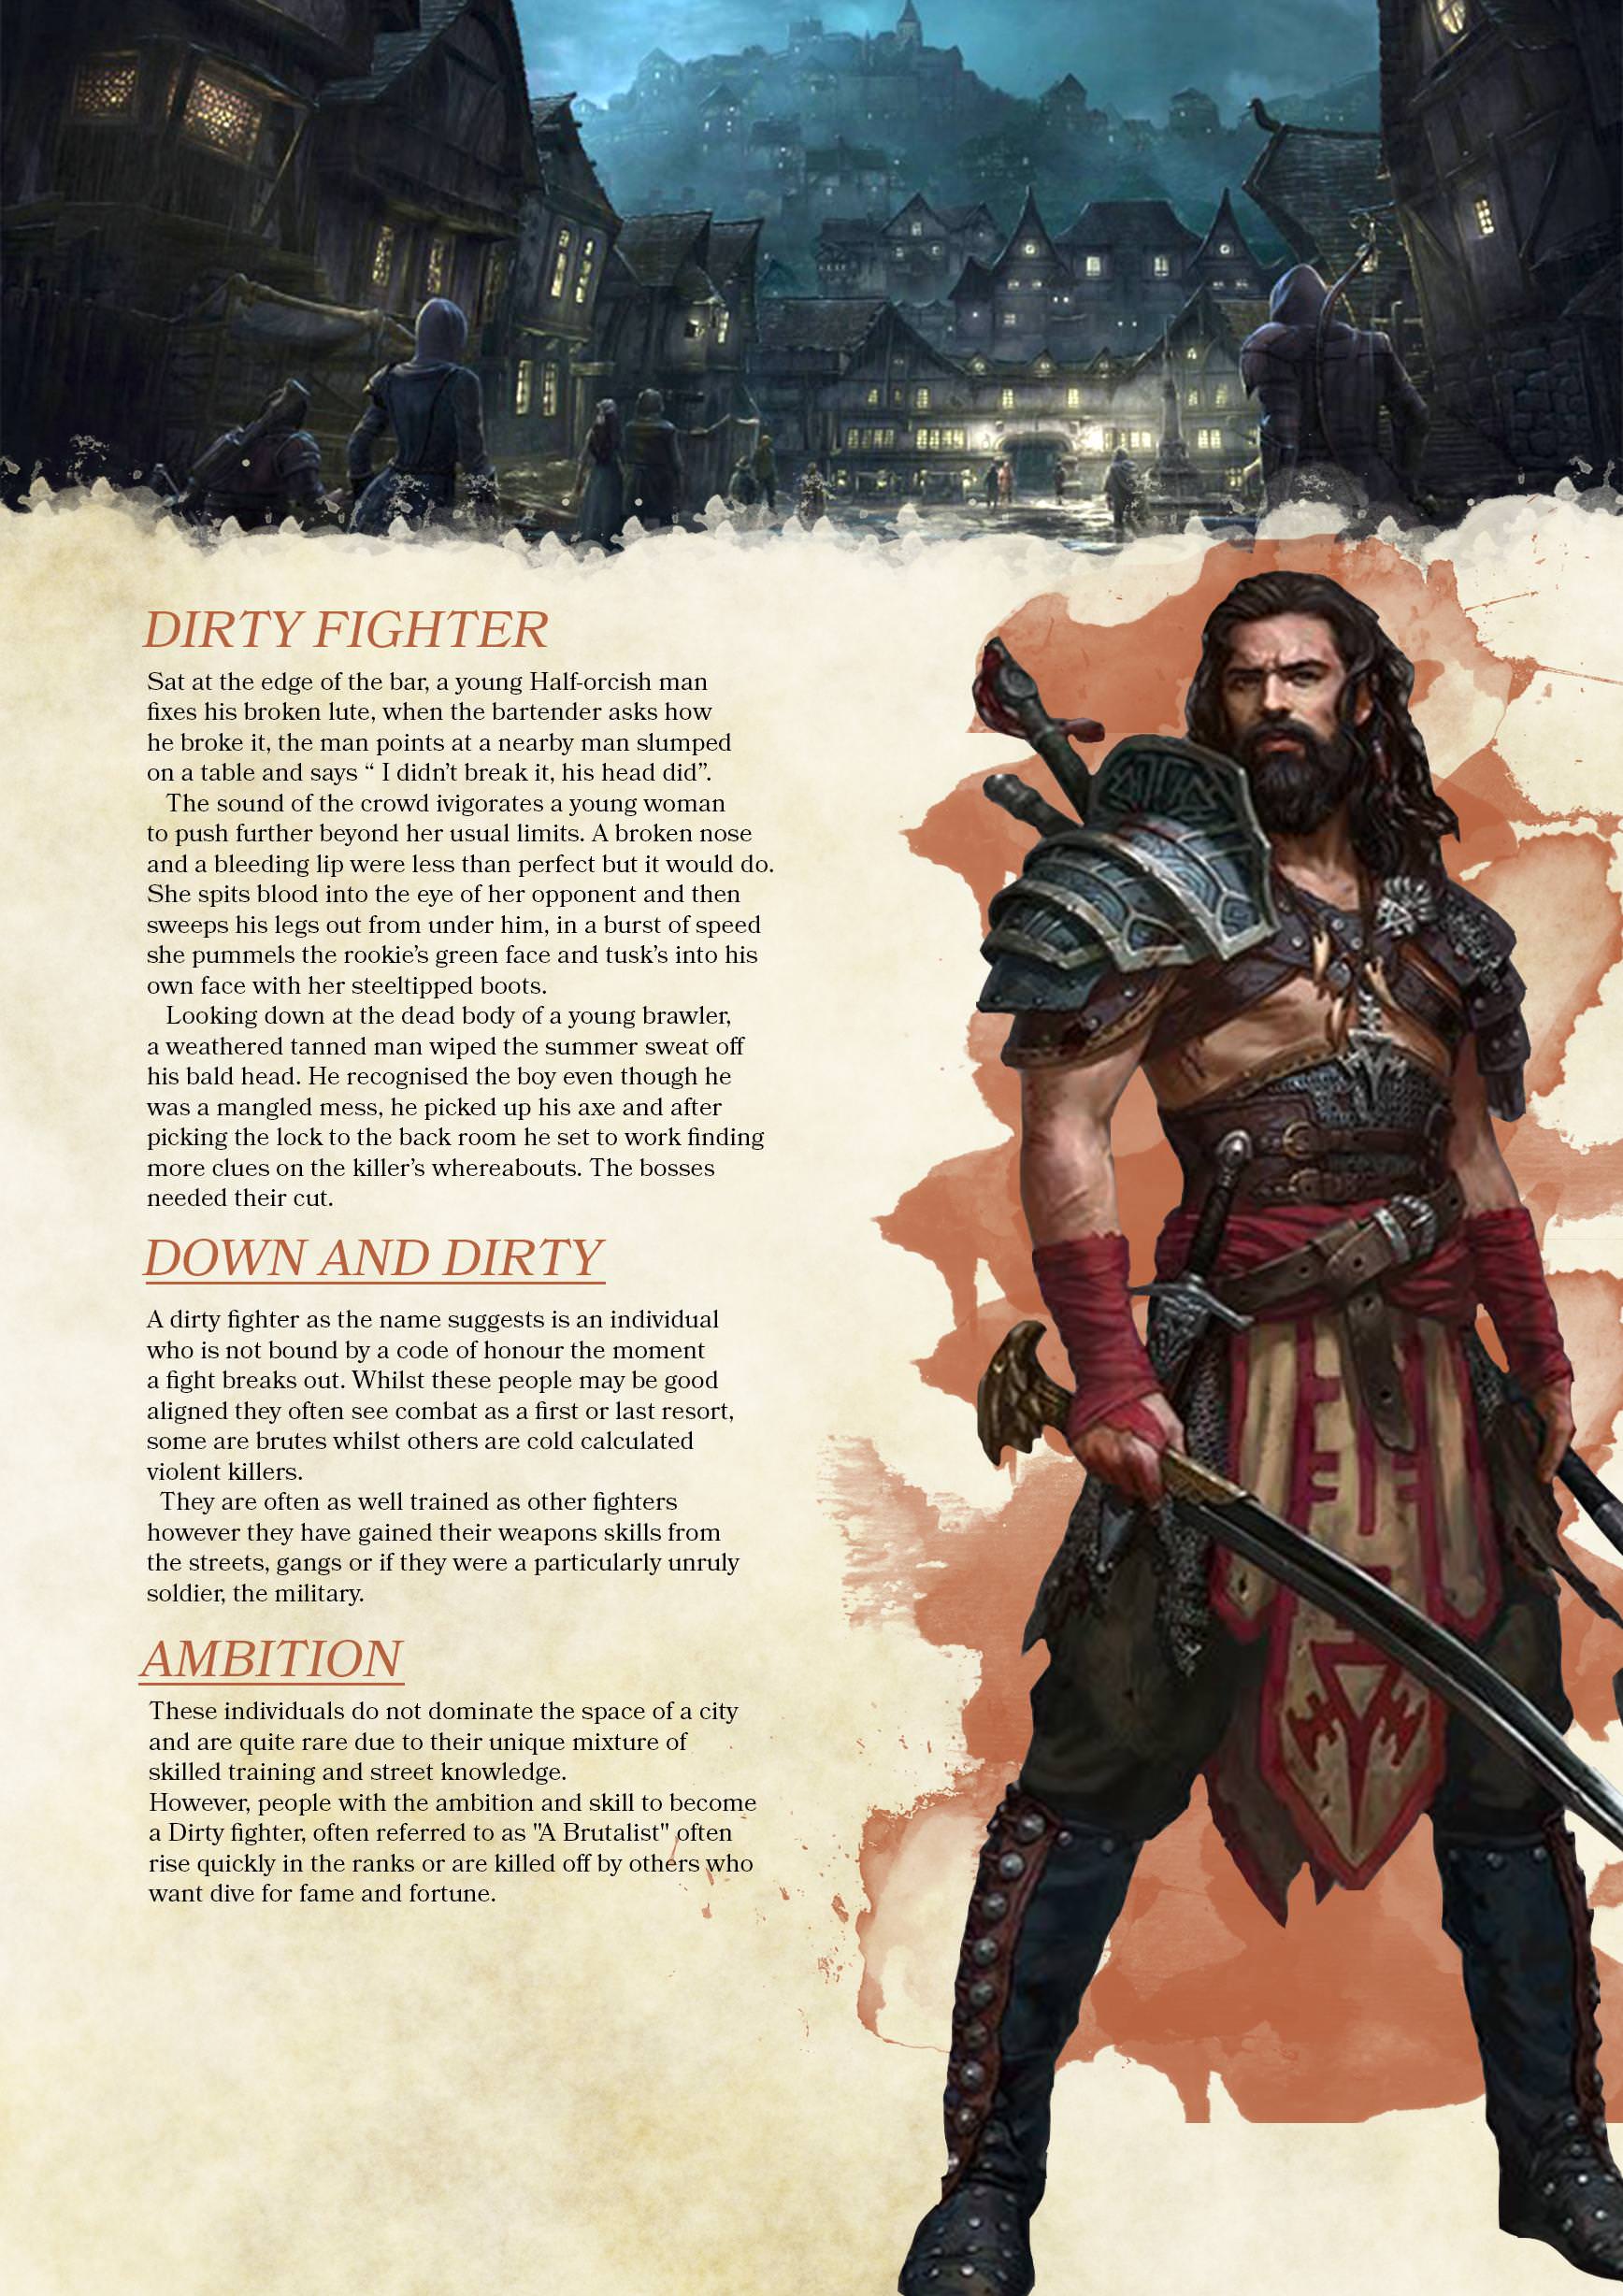 DIRTY FIGHTER
Sat at the edge of the bar, a young Half-orcish man
fixes his broken lute, when the bartender asks how
he broke it, the man points at a nearby man slumped
on a table and says “ I didn’t break it, his head did”.
The sound of the crowd ivigorates a young woman
to push further beyond her usual limits. A broken nose
and a bleeding lip were less than perfect but it would do.
She spits blood into the eye of her opponent and then
sweeps his legs out from under him, in a burst of speed
she pummels the rookie’s green face and tusk’s into his
own face with her steeltipped boots.
Looking down at the dead body of a young brawler,
a weathered tanned man wiped the summer sweat off
his bald head. He recognised the boy even though he
was a mangled mess, he picked up his axe and after
picking the lock to the back room he set to work finding
more clues on the killer’s whereabouts. The bosses
needed their cut.
DOWN AND DIRTY
A dirty fighter as the name suggests is an individual
who is not bound by a code of honour the moment
a fight breaks out. Whilst these people may be good
aligned they often see combat as a first or last resort,
some are brutes whilst others are cold calculated
violent killers.
They are often as well trained as other fighters
however they have gained their weapons skills from
the streets, gangs or if they were a particularly unruly
soldier, the military.
AMBITION
These individuals do not dominate the space of a city
and are quite rare due to their unique mixture of
skilled training and street knowledge.
However, people with the ambition and skill to become
a Dirty fighter, often referred to as "A Brutalist" often
rise quickly in the ranks or are killed off by others who
want dive for fame and fortune.